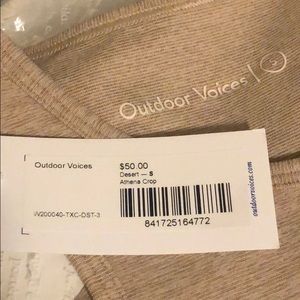 Outdoor Voices
Outdoor Voices
$50.00
Desert — S
Athena Crop
W200040-TXC-DST-3
841725164772
outdoorvoices.com